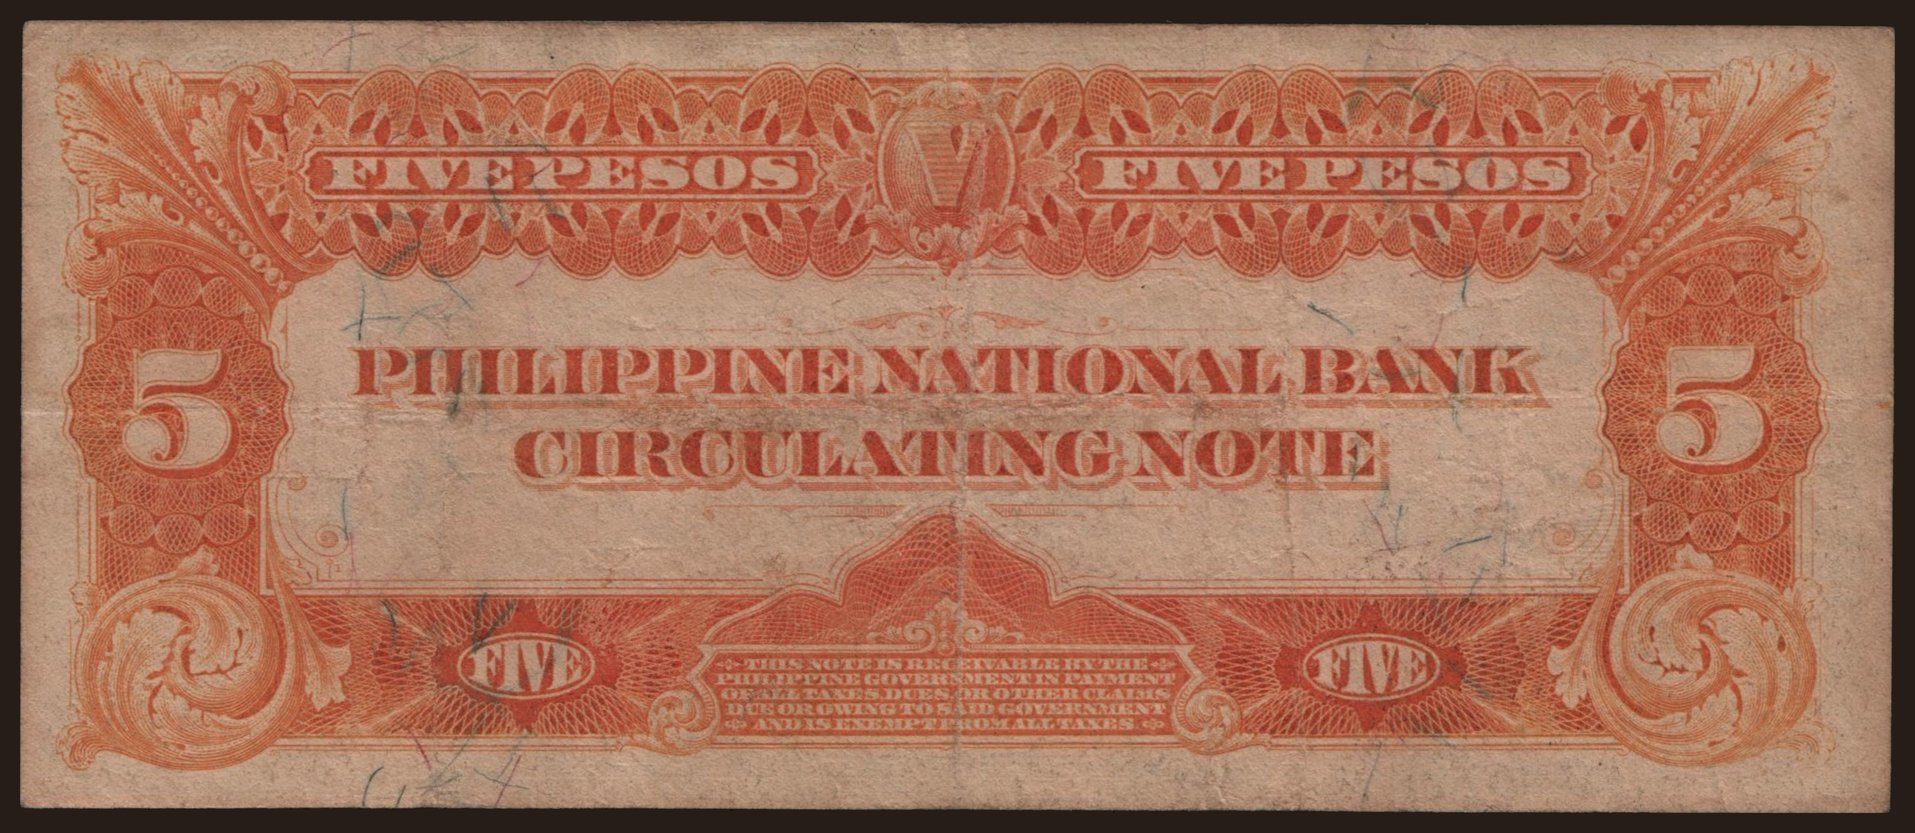 FIVE PESOS V FIVE PESOS
5 5
PHILIPPINE NATIONAL BANK
CIRCULATING NOTE
FIVE FIVE
THIS NOTE IS RECEIVABLE BY THE
PHILIPPINE GOVERNMENT IN PAYMENT
OF ALL TAXES, DUES, OR OTHER CLAIMS
DUE OR OWING TO SAID GOVERNMENT
AND IS EXEMPT FROM ALL TAXES.